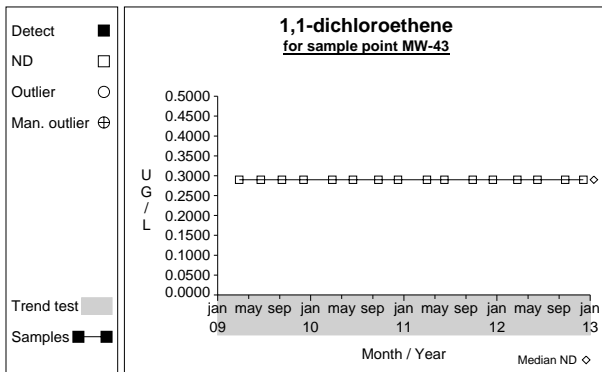 Detect
ND
Outlier
Man. outlier
Trend test
Samples
1,1-dichloroethene
for sample point MW-43
U
G
/
L
0.5000
0.4500
0.4000
0.3500
0.3000
0.2500
0.2000
0.1500
0.1000
0.0500
0.0000
jan may sep jan may sep jan may sep jan may sep jan
09 10 11 12 13
Month / Year
Median ND